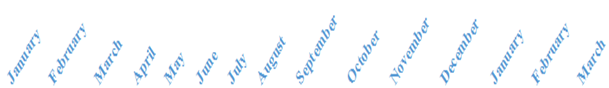 January
February
March
April
May
June
July
August
September
October
November
December
January
February
March